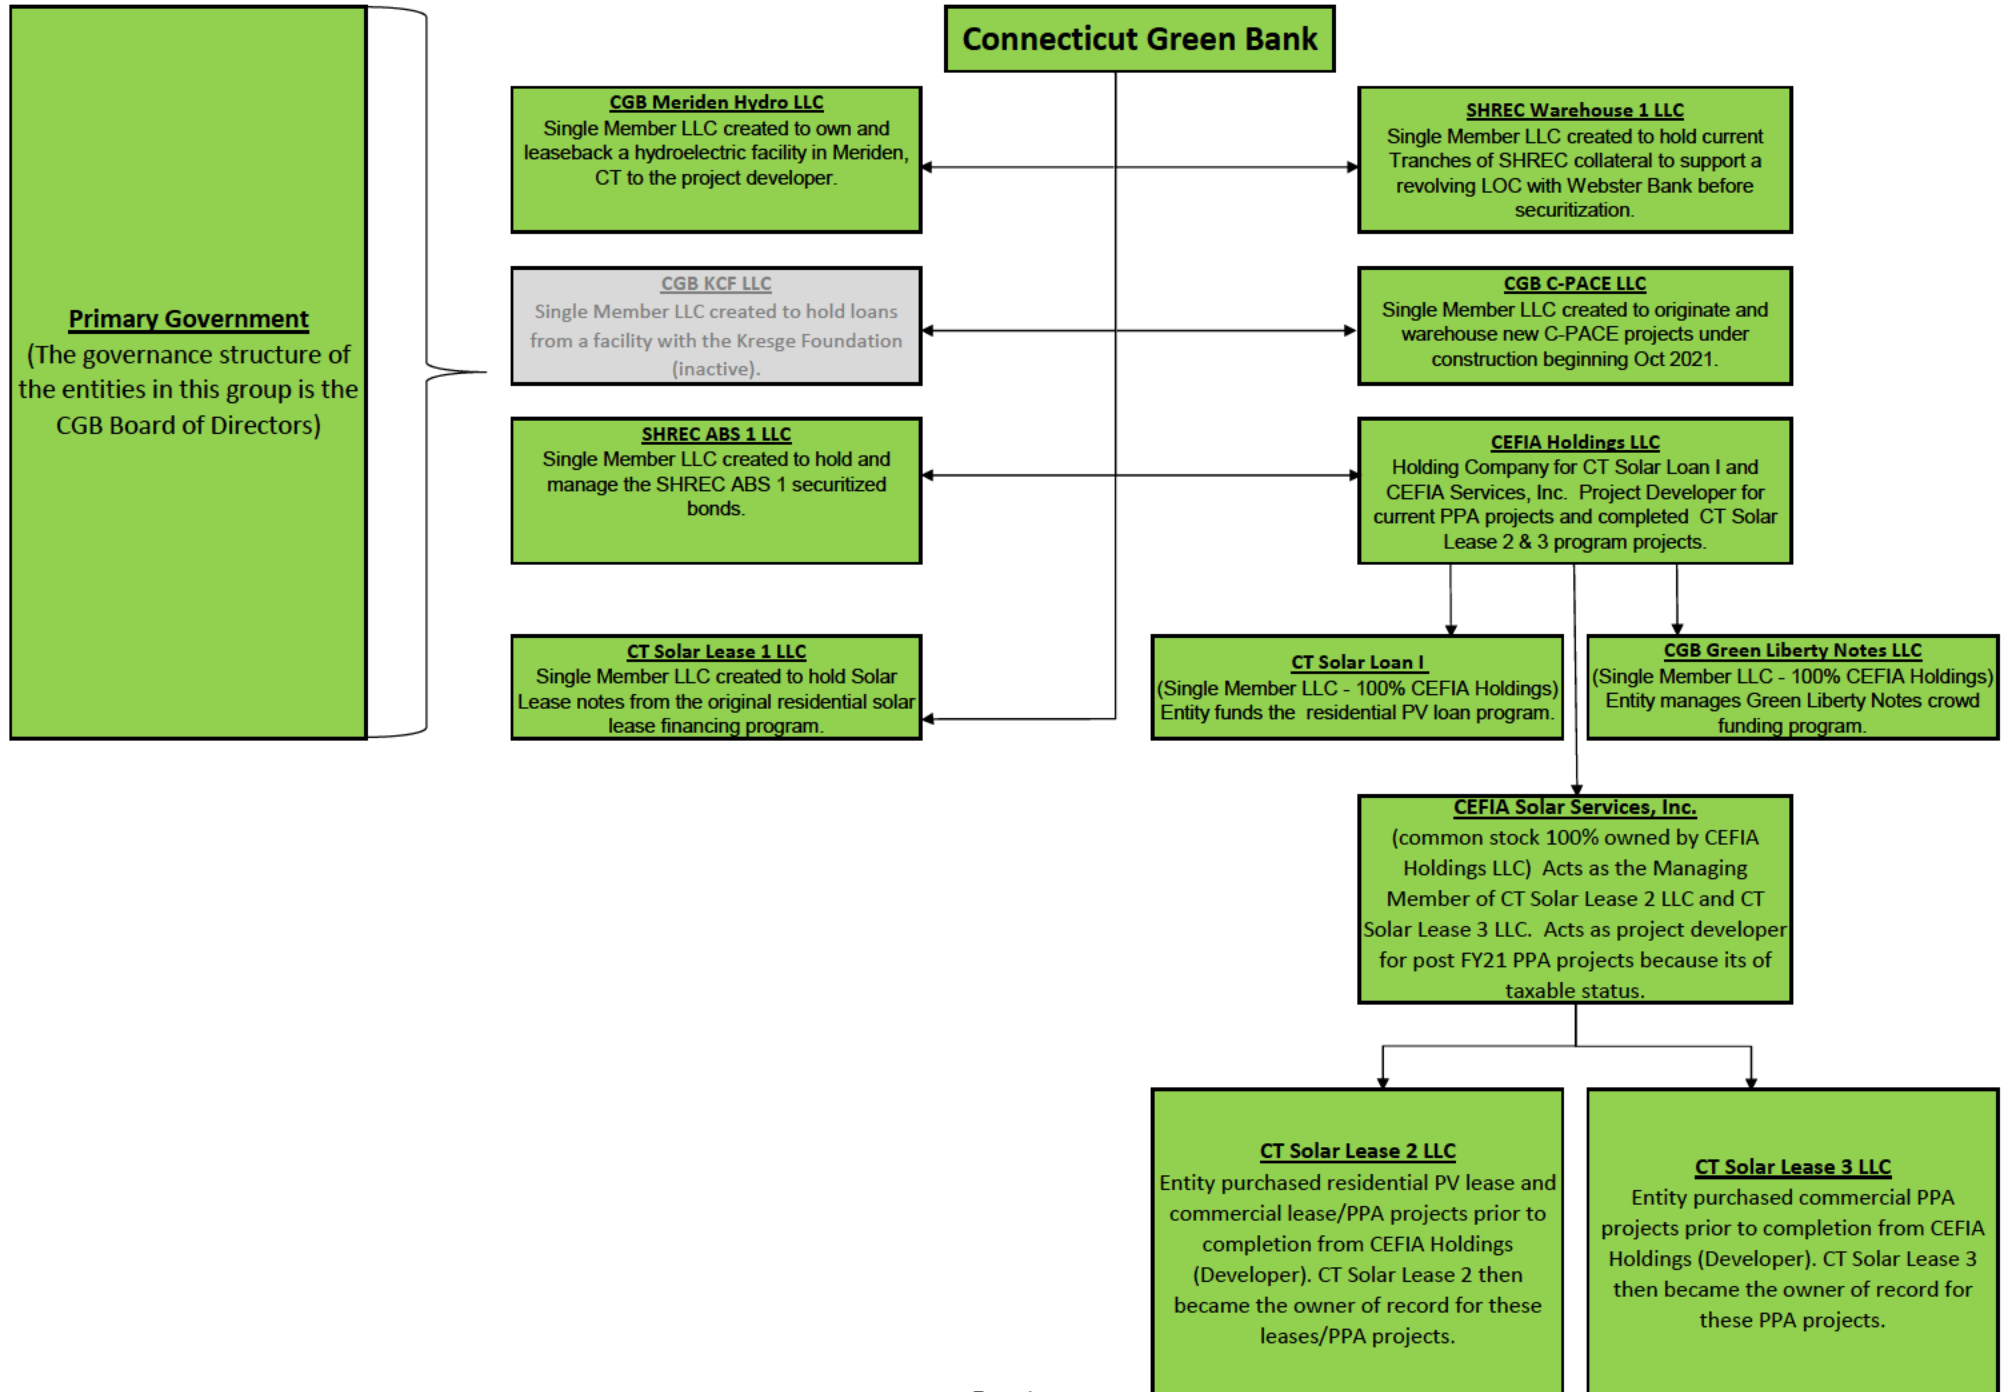 Connecticut Green Bank
Primary Government
(The governance structure of
the entities in this group is the
CGB Board of Directors)
CGB Meriden Hydro LLC
Single Member LLC created to own and
leaseback a hydroelectric facility in Meriden,
CT to the project developer.
SHREC Warehouse 1 LLC
Single Member LLC created to hold current
Tranches of SHREC collateral to support a
revolving LOC with Webster Bank before
securitization.
CGB KCF LLC
Single Member LLC created to hold loans
from a facility with the Kresge Foundation
(inactive).
CGB C-PACE LLC
Single Member LLC created to originate and
warehouse new C-PACE projects under
construction beginning Oct 2021.
SHREC ABS 1 LLC
Single Member LLC created to hold and
manage the SHREC ABS 1 securitized
bonds.
CEFIA Holdings LLC
Holding Company for CT Solar Loan I and
CEFIA Services, Inc. Project Developer for
current PPA projects and completed CT Solar
Lease 2 & 3 program projects.
CT Solar Lease 1 LLC
Single Member LLC created to hold Solar
Lease notes from the original residential solar
lease financing program.
CT Solar Loan I
(Single Member LLC - 100% CEFIA Holdings)
Entity funds the residential PV loan program.
CGB Green Liberty Notes LLC
(Single Member LLC - 100% CEFIA Holdings)
Entity manages Green Liberty Notes crowd
funding program.
CEFIA Solar Services, Inc.
(common stock 100% owned by CEFIA
Holdings LLC) Acts as the Managing
Member of CT Solar Lease 2 LLC and CT
Solar Lease 3 LLC. Acts as project developer
for post FY21 PPA projects because its of
taxable status.
CT Solar Lease 2 LLC
Entity purchased residential PV lease and
commercial lease/PPA projects prior to
completion from CEFIA Holdings
(Developer). CT Solar Lease 2 then
became the owner of record for these
leases/PPA projects.
CT Solar Lease 3 LLC
Entity purchased commercial PPA
projects prior to completion from CEFIA
Holdings (Developer). CT Solar Lease 3
then became the owner of record for
these PPA projects.